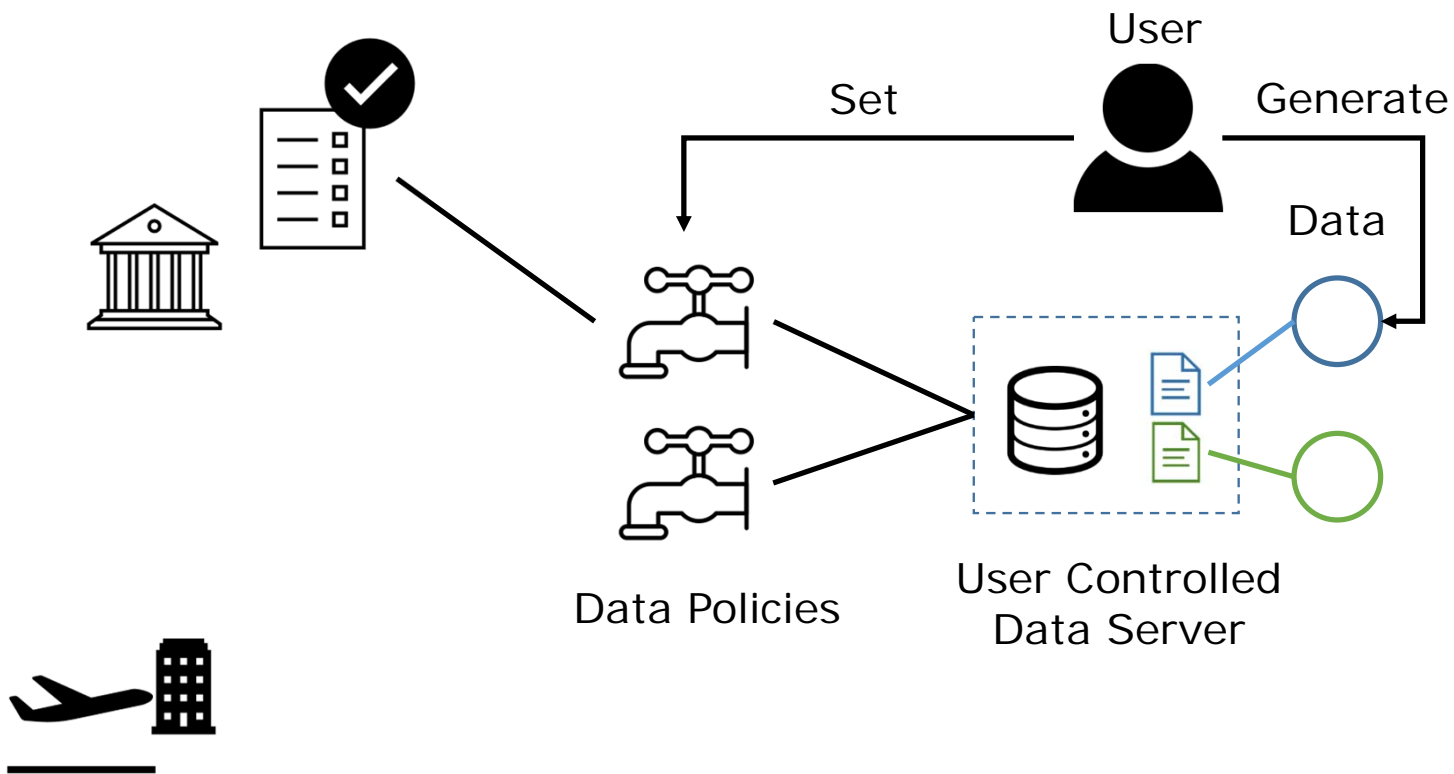 User
Set
Generate
Data
Data Policies
User Controlled
Data Server